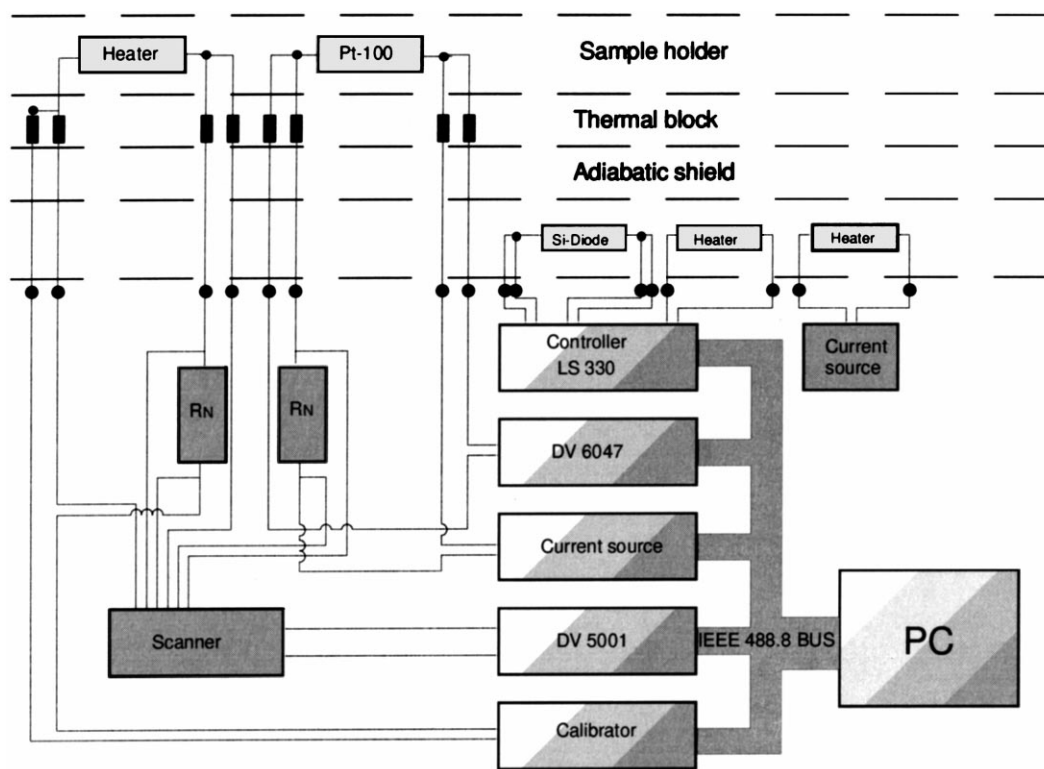 Heater
Pt-100
Sample holder
Thermal block
Adiabatic shield
Si-Diode
Heater
Heater
Controller
LS 330
Current
source
RN
RN
DV 6047
Current source
Scanner
DV 5001
IEEE 488.8 BUS
PC
Calibrator